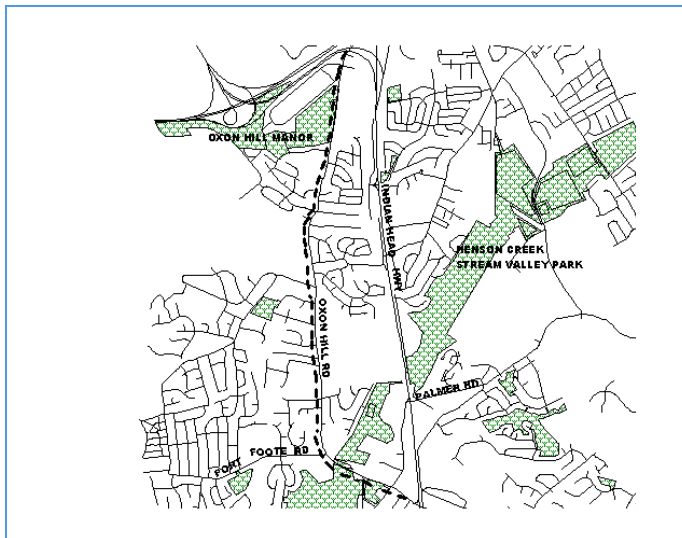 OXON HILL MANOR
INDIAN HEAD HWY
HENSON CREEK
STREAM VALLEY PARK
OXON HILL RD
PALMER RD
FORT FOOTE RD